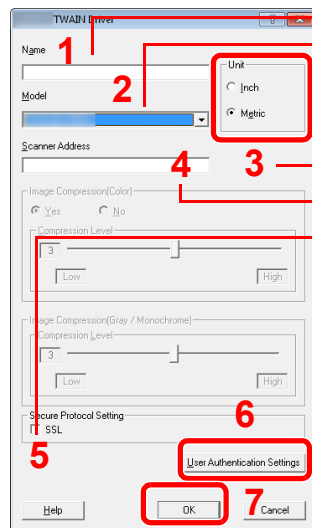 TWAIN Driver
Name 1
Unit
Inch
Model 2
Metric
3
Scanner Address
4
Image Compression(Color)
Yes No
Compression Level
3
Low High
Image Compression(Gray / Monochrome)
Compression Level
3
Low High
Secure Protocol Setting
SSL
5
6
User Authentication Settings
Help OK 7 Cancel